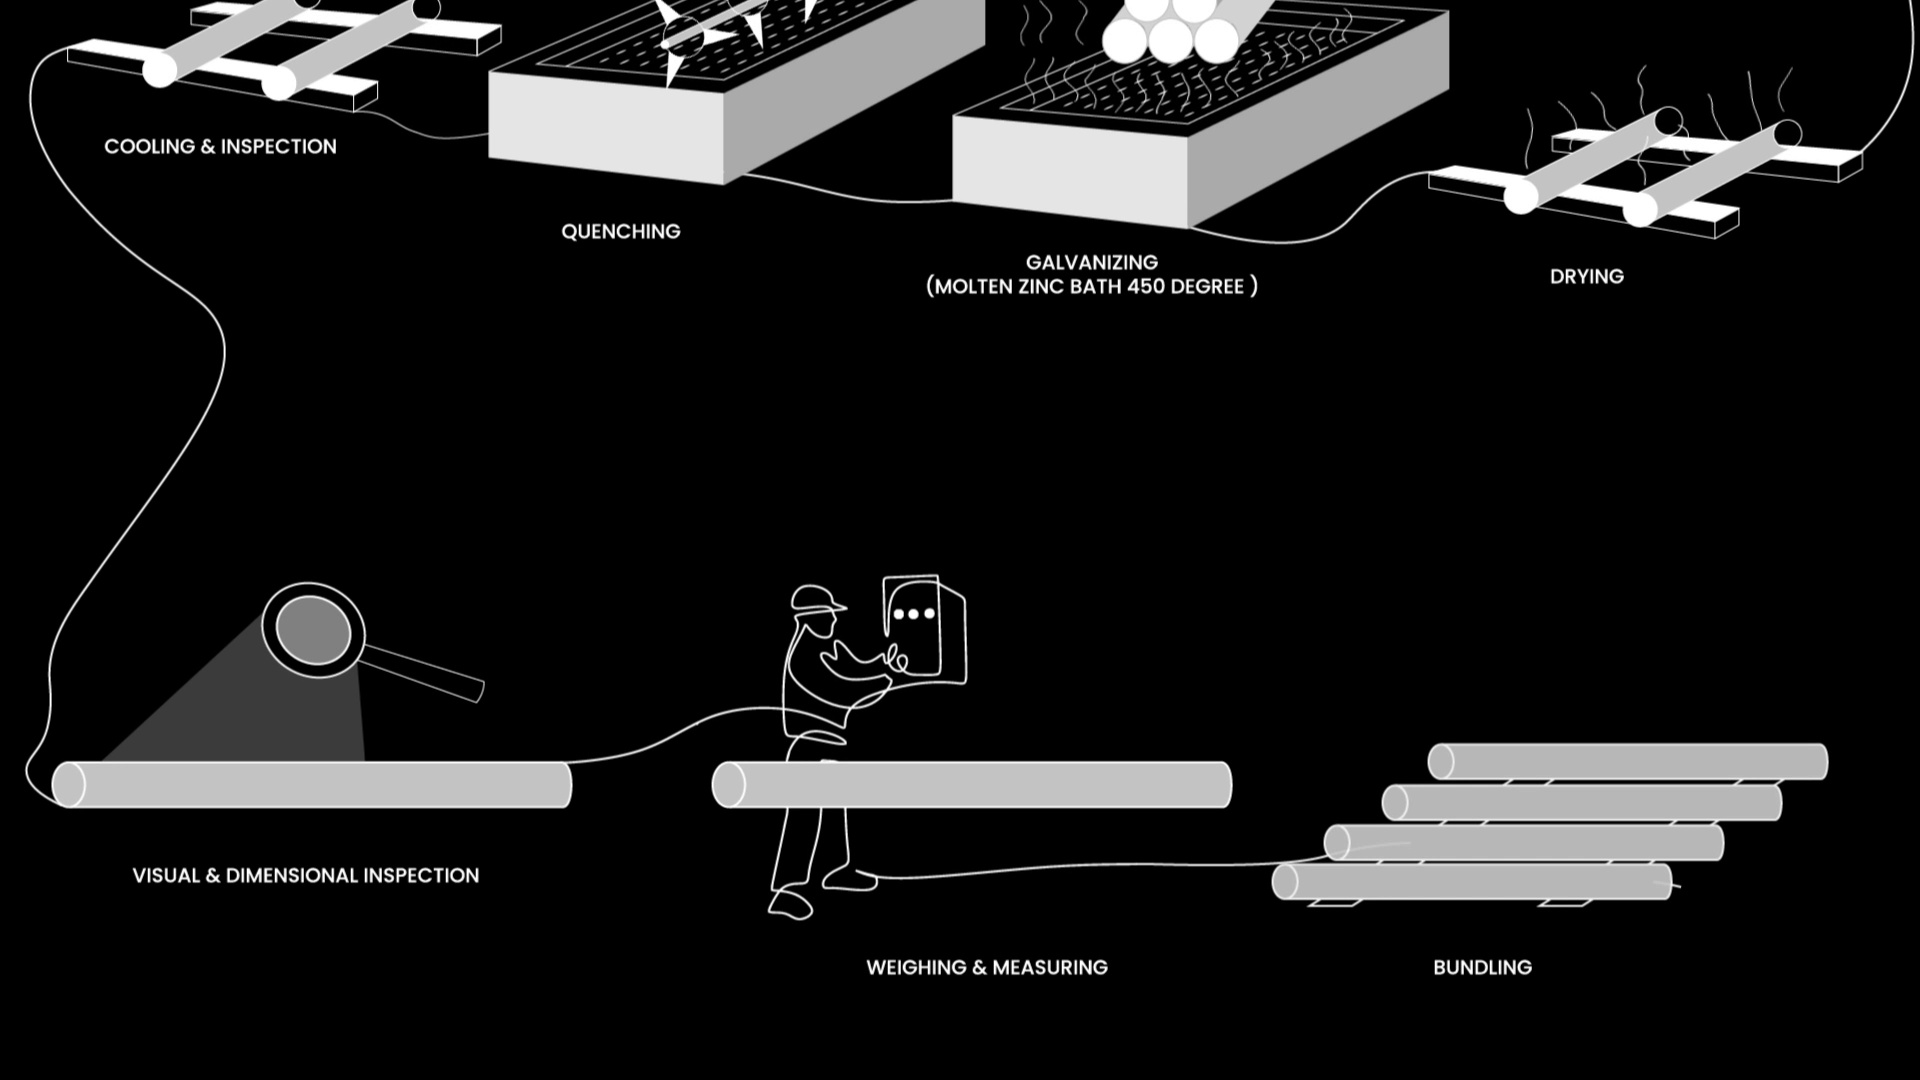 COOLING & INSPECTION
QUENCHING
GALVANIZING
(MOLTEN ZINC BATH 450 DEGREE )
DRYING
VISUAL & DIMENSIONAL INSPECTION
WEIGHING & MEASURING
BUNDLING